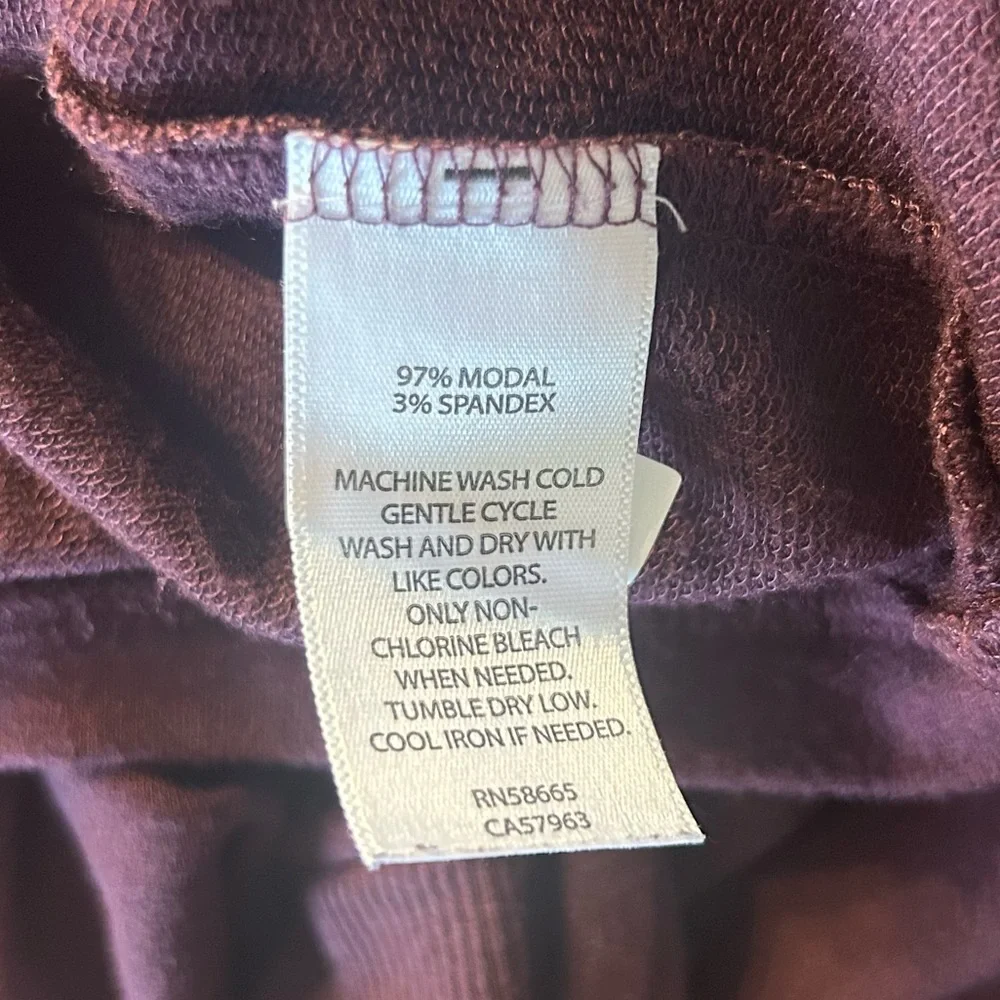 97% MODAL
3% SPANDEX
MACHINE WASH COLD
GENTLE CYCLE
WASH AND DRY WITH
LIKE COLORS.
ONLY NON-
CHLORINE BLEACH
WHEN NEEDED.
TUMBLE DRY LOW.
COOL IRON IF NEEDED.
RN58665
CA57963